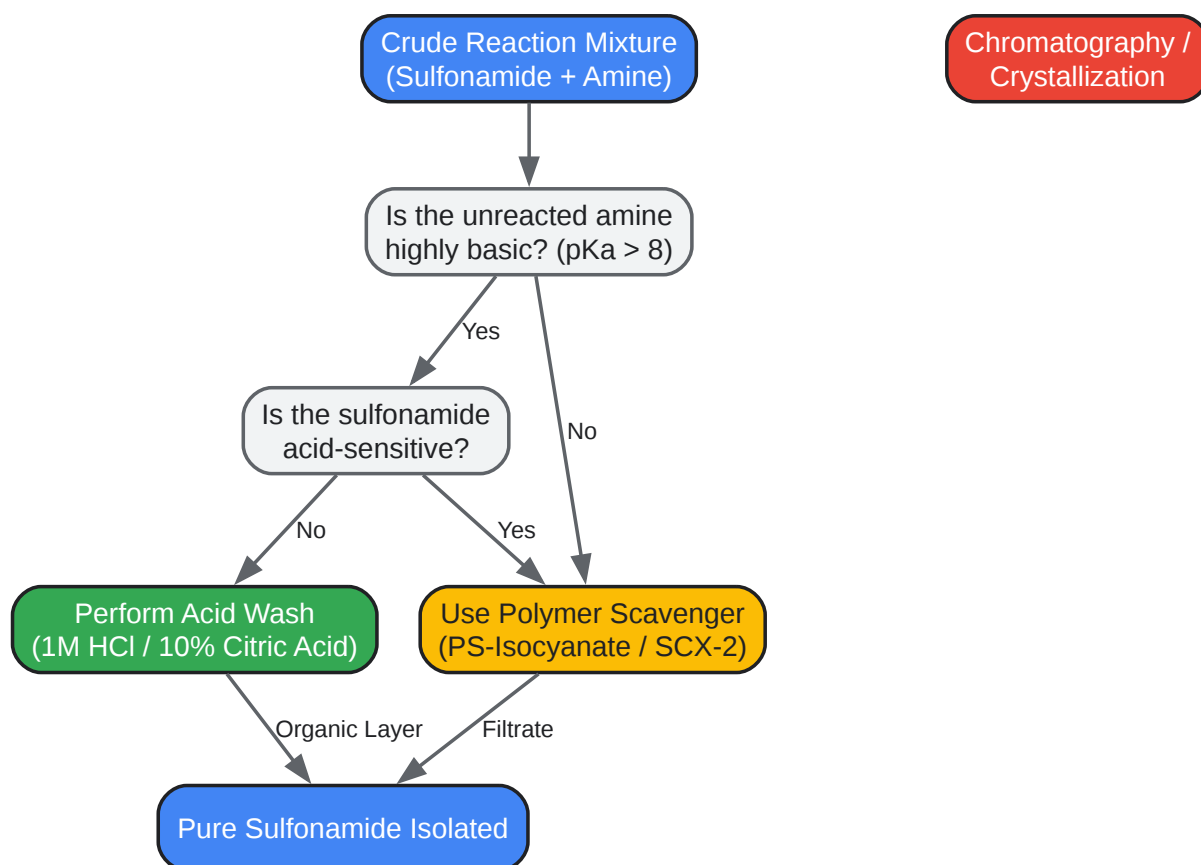 Crude Reaction Mixture
(Sulfonamide + Amine)
Chromatography /
Crystallization
Is the unreacted amine
highly basic? (pKa > 8)
Yes
Is the sulfonamide
acid-sensitive?
No
No
Yes
Perform Acid Wash
(1M HCl / 10% Citric Acid)
Use Polymer Scavenger
(PS-Isocyanate / SCX-2)
Organic Layer
Filtrate
Pure Sulfonamide Isolated